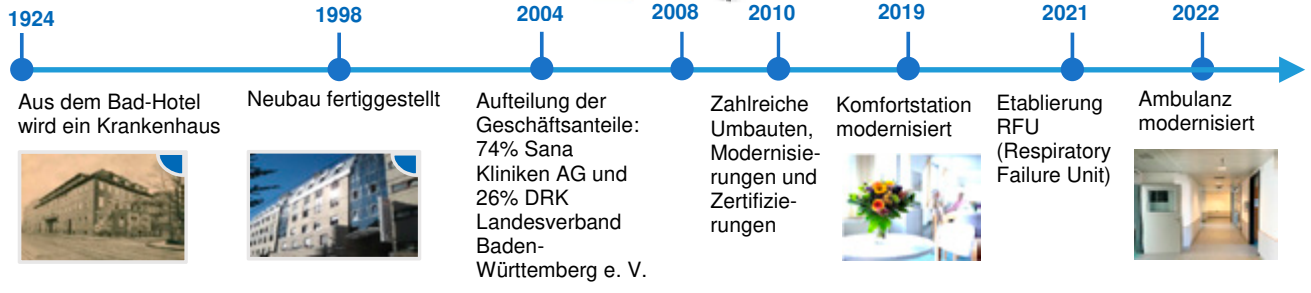 1924
1998
2004
2008
2010
2019
2021
2022
Aus dem Bad-Hotel
wird ein Krankenhaus
Neubau fertiggestellt
Aufteilung der
Geschäftsanteile:
74% Sana
Kliniken AG und
26% DRK
Landesverband
Baden-
Württemberg e. V.
Zahlreiche
Umbauten,
Modernisie-
rungen und
Zertifizie-
rungen
Komfortstation
modernisiert
Etablierung
RFU
(Respiratory
Failure Unit)
Ambulanz
modernisiert